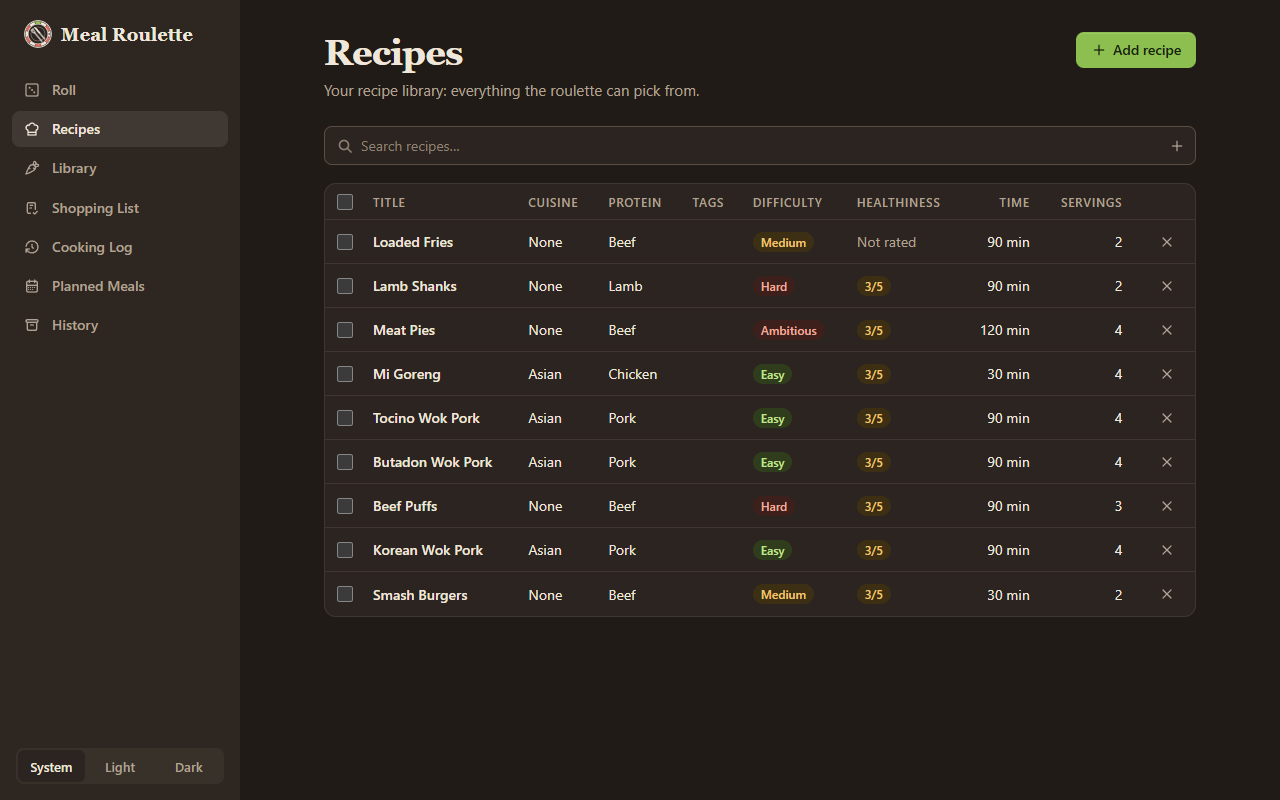 Meal Roulette
Roll
Recipes
Library
Shopping List
Cooking Log
Planned Meals
History
System Light Dark
Recipes
+ Add recipe
Your recipe library: everything the roulette can pick from.
Search recipes...
TITLE CUISINE PROTEIN TAGS DIFFICULTY HEALTHINESS TIME SERVINGS
Loaded Fries None Beef Medium Not rated 90 min 2
Lamb Shanks None Lamb Hard 3/5 90 min 2
Meat Pies None Beef Ambitious 3/5 120 min 4
Mi Goreng Asian Chicken Easy 3/5 30 min 4
Tocino Wok Pork Asian Pork Easy 3/5 90 min 4
Butadon Wok Pork Asian Pork Easy 3/5 90 min 4
Beef Puffs None Beef Hard 3/5 90 min 3
Korean Wok Pork Asian Pork Easy 3/5 90 min 4
Smash Burgers None Beef Medium 3/5 30 min 2